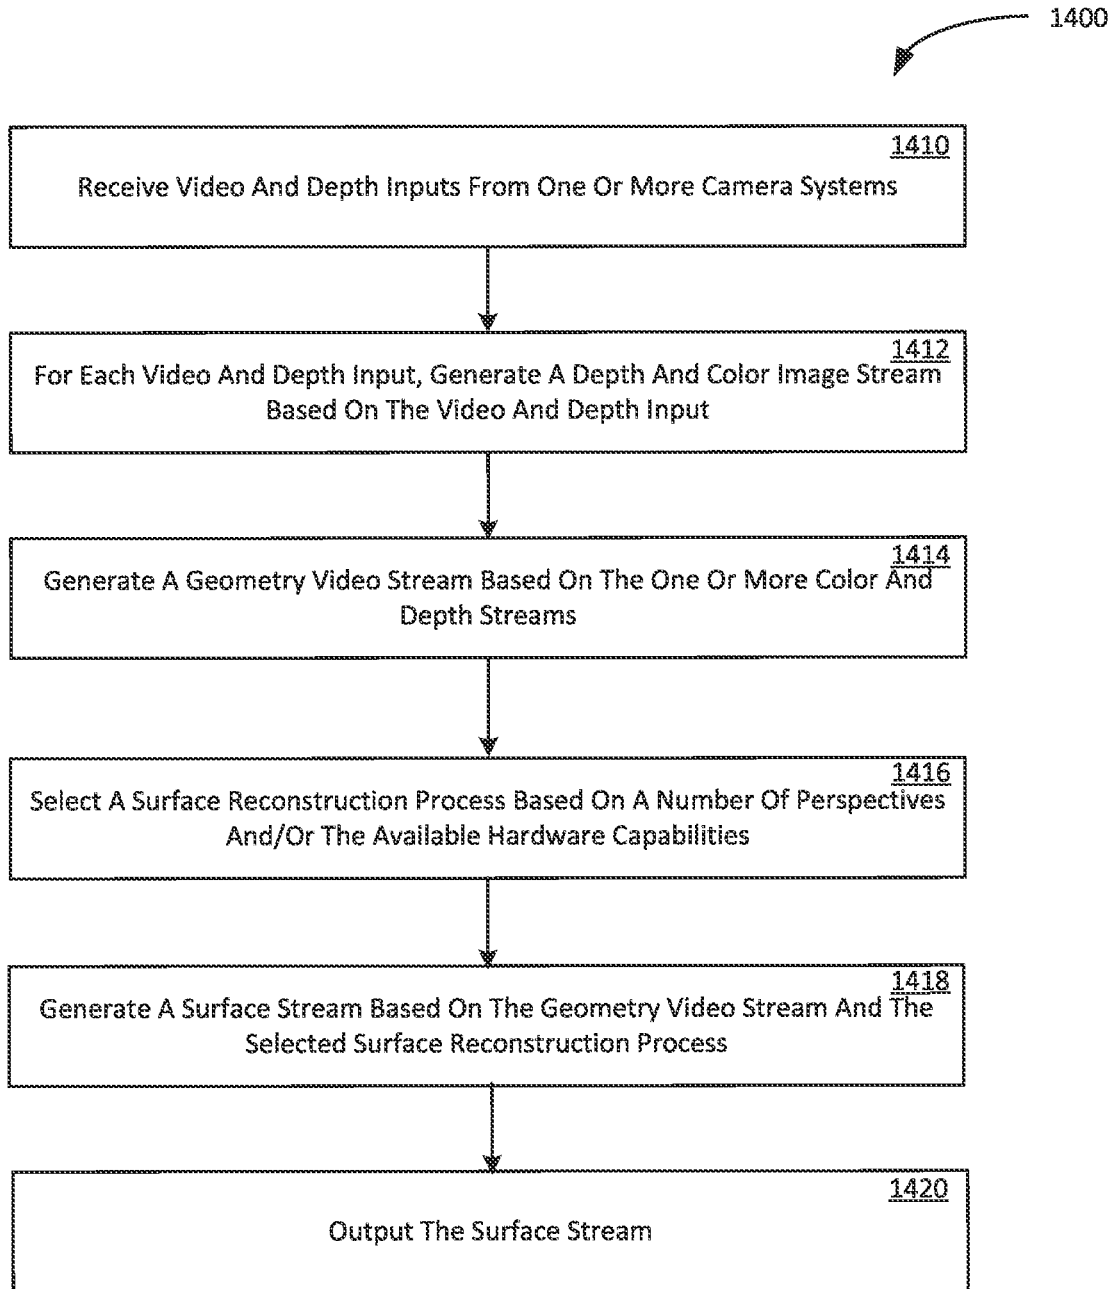 1400
1410
Receive Video And Depth Inputs From One Or More Camera Systems
1412
For Each Video And Depth Input, Generate A Depth And Color Image Stream
Based On The Video And Depth Input
1414
Generate A Geometry Video Stream Based On The One Or More Color And
Depth Streams
1416
Select A Surface Reconstruction Process Based On A Number Of Perspectives
And/Or The Available Hardware Capabilities
1418
Generate A Surface Stream Based On The Geometry Video Stream And The
Selected Surface Reconstruction Process
1420
Output The Surface Stream